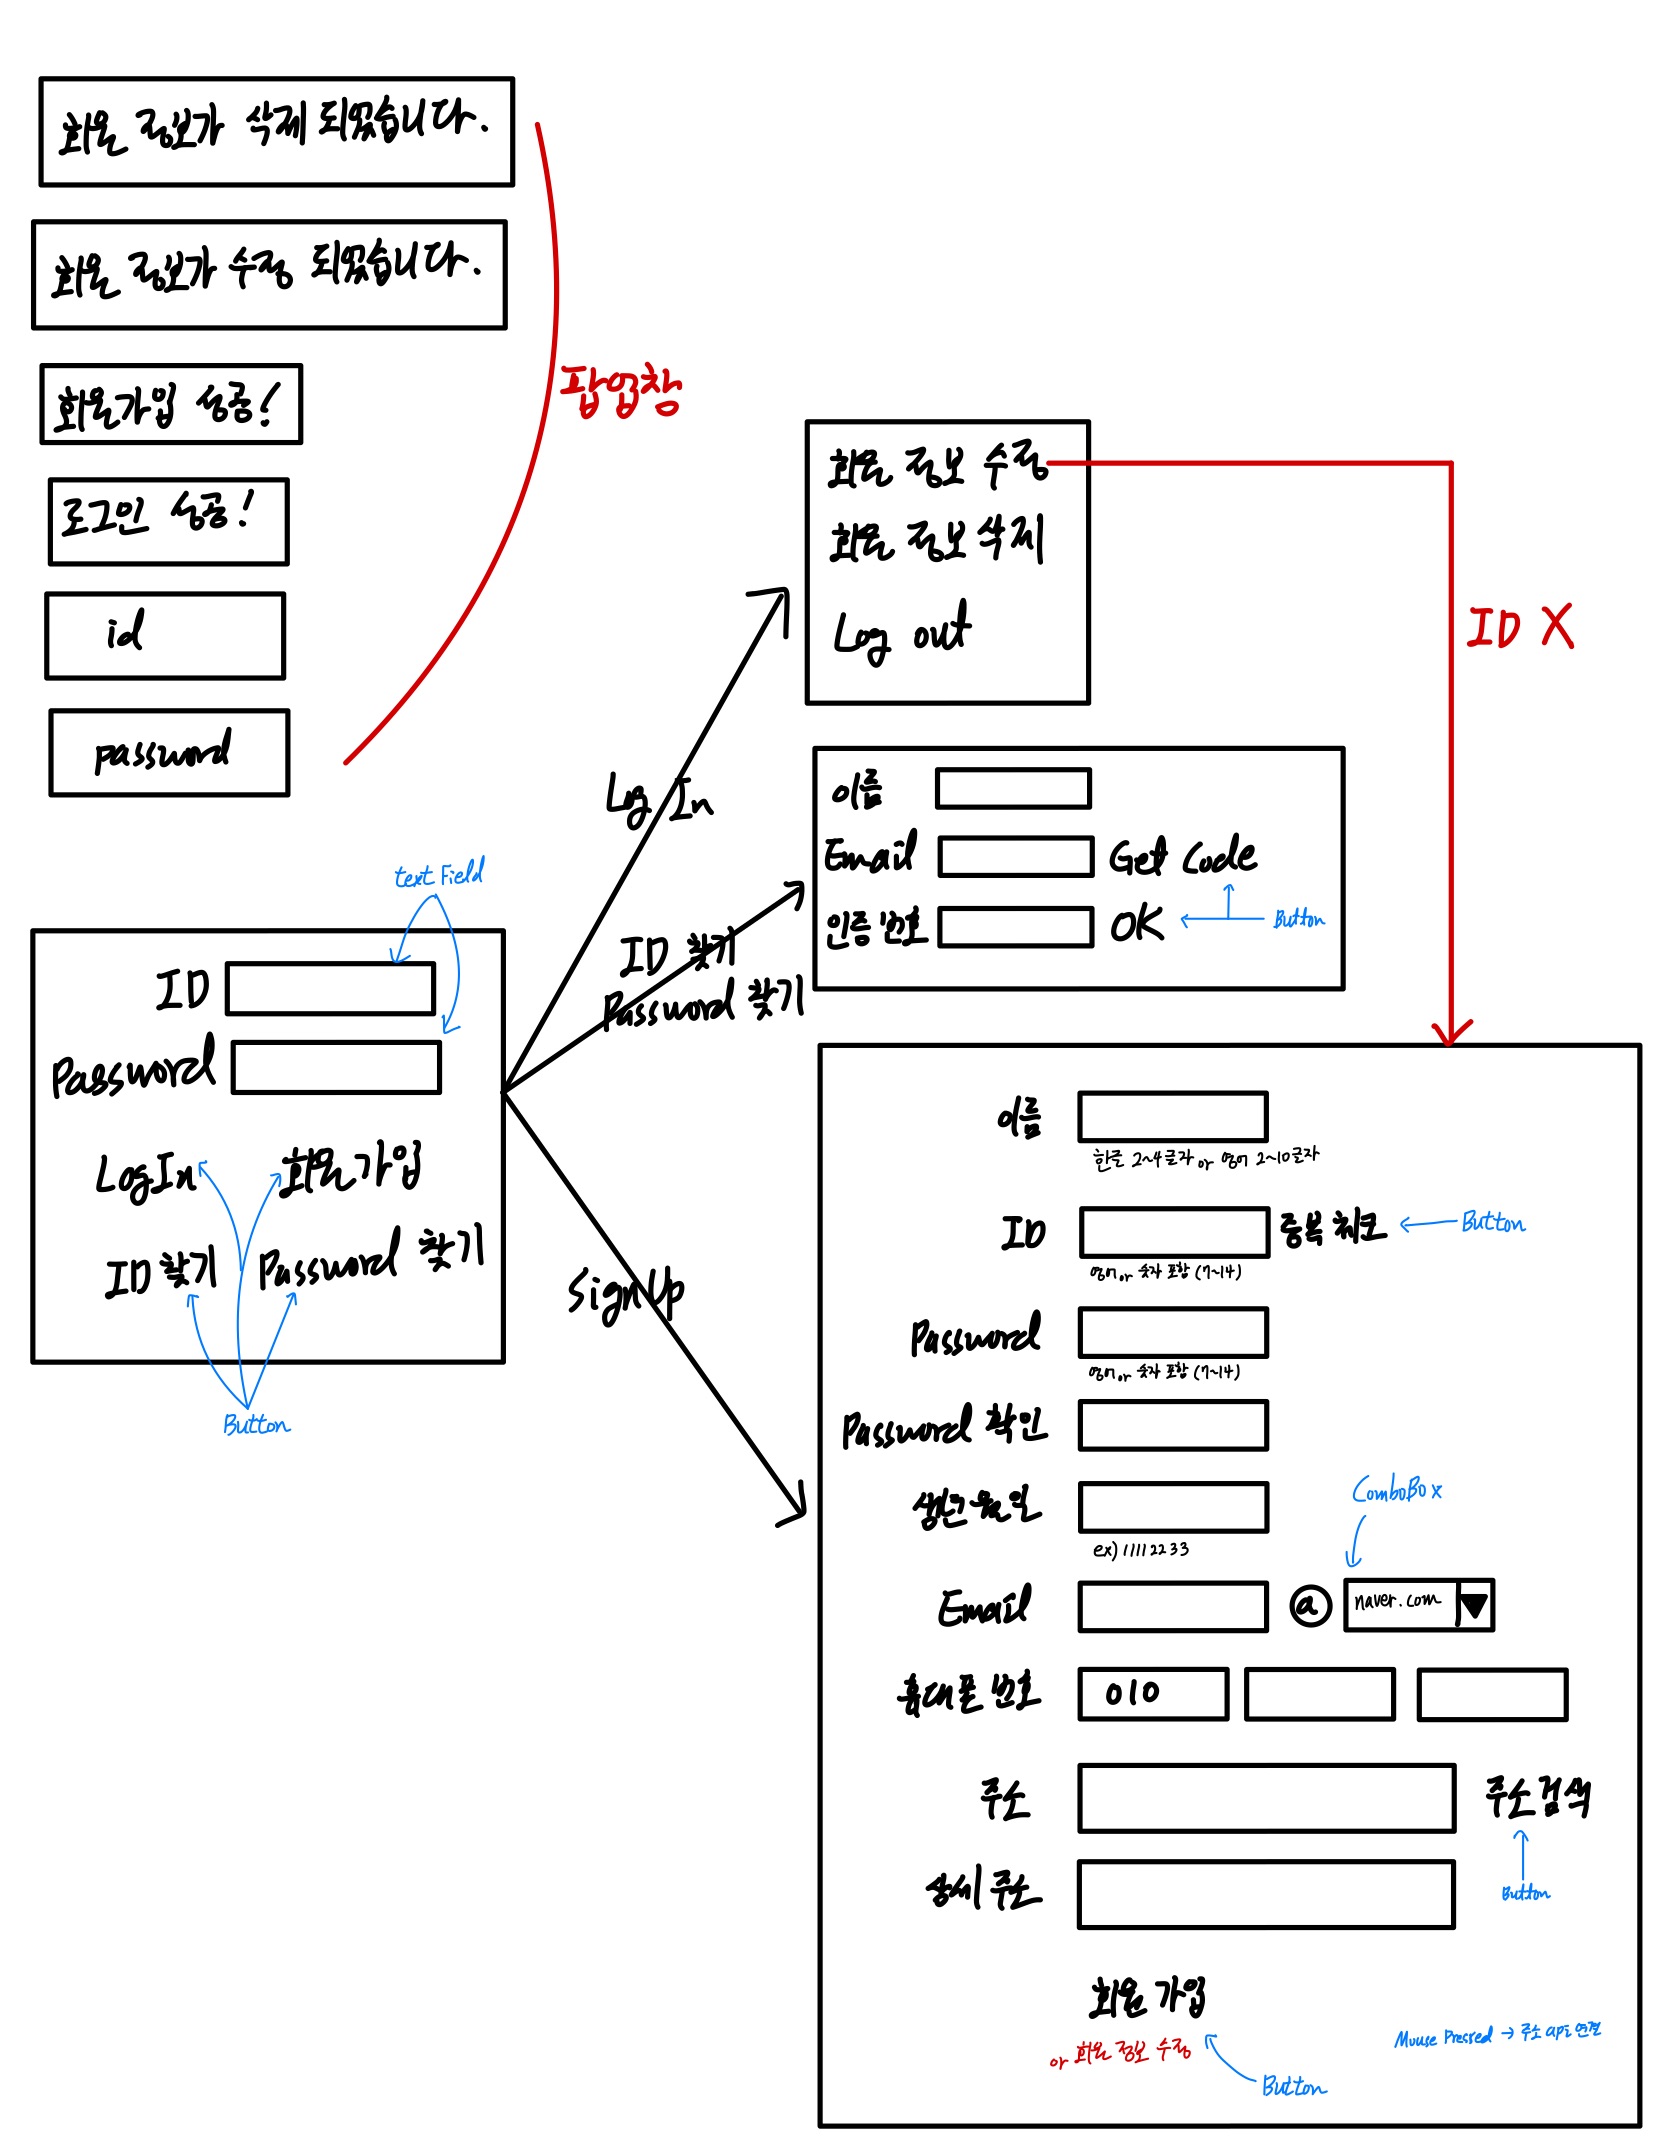 회원 정보가 삭제 되었습니다.
회원 정보가 수정 되었습니다.
회원가입 성공!
로그인 성공!
id
password
팝업창
회원 정보 수정
회원 정보 삭제
Log out
ID X
Log In
이름
Email Get Code
인증 번호 OK
Button
ID 찾기
Password 찾기
text Field
ID
Password
LogIn 회원가입
ID 찾기 Password 찾기
Button
Sign Up
이름
한글 2~4글자 or 영어 2~10글자
ID 중복 체크
Button
영어 or 숫자 포함 (7~14)
Password
영어 or 숫자 포함 (7~14)
Password 확인
생년월일
ex) 11112233
ComboBox
Email @ naver.com
휴대폰 번호 010
주소 주소 검색
Button
상세 주소
회원 가입
or 회원 정보 수정
Button
Mouse Pressed → 주소 api 연결